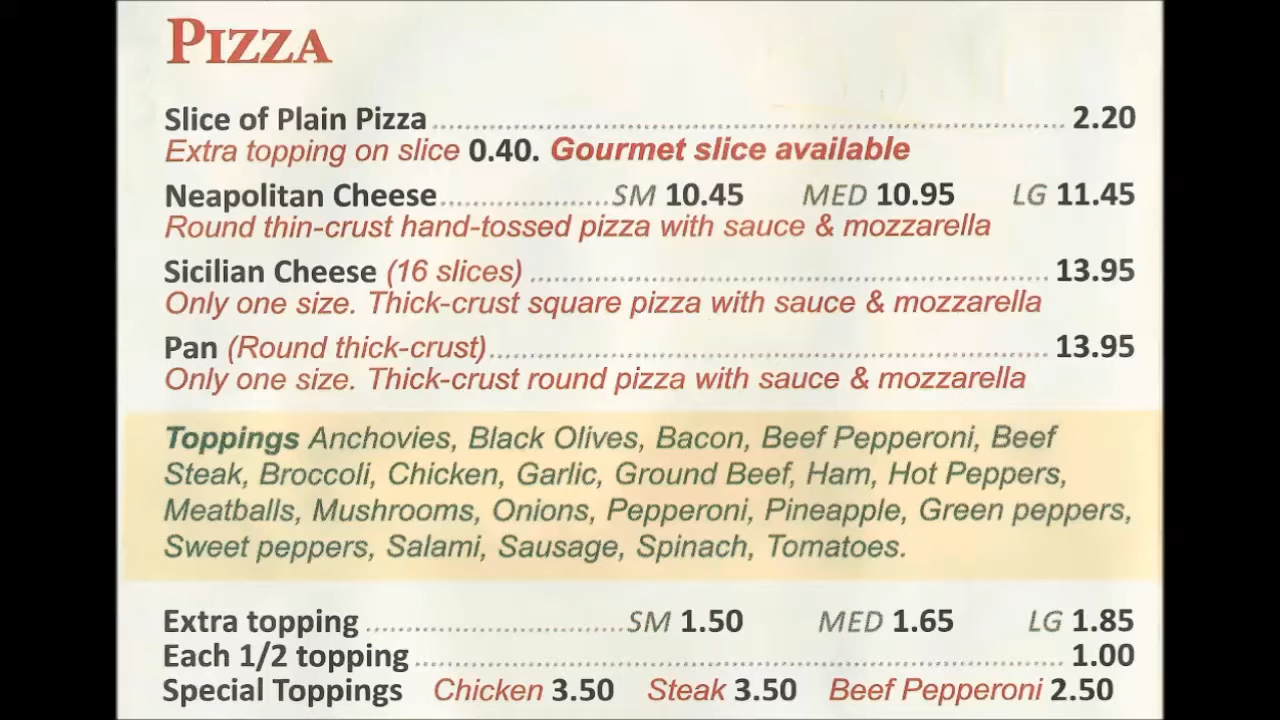 PIZZA
Slice of Plain Pizza 2.20
Extra topping on slice 0.40. Gourmet slice available
Neapolitan Cheese SM 10.45 MED 10.95 LG 11.45
Round thin-crust hand-tossed pizza with sauce & mozzarella
Sicilian Cheese (16 slices) 13.95
Only one size. Thick-crust square pizza with sauce & mozzarella
Pan (Round thick-crust) 13.95
Only one size. Thick-crust round pizza with sauce & mozzarella
Toppings Anchovies, Black Olives, Bacon, Beef Pepperoni, Beef
Steak, Broccoli, Chicken, Garlic, Ground Beef, Ham, Hot Peppers,
Meatballs, Mushrooms, Onions, Pepperoni, Pineapple, Green peppers,
Sweet peppers, Salami, Sausage, Spinach, Tomatoes.
Extra topping SM 1.50 MED 1.65 LG 1.85
Each 1/2 topping 1.00
Special Toppings Chicken 3.50 Steak 3.50 Beef Pepperoni 2.50